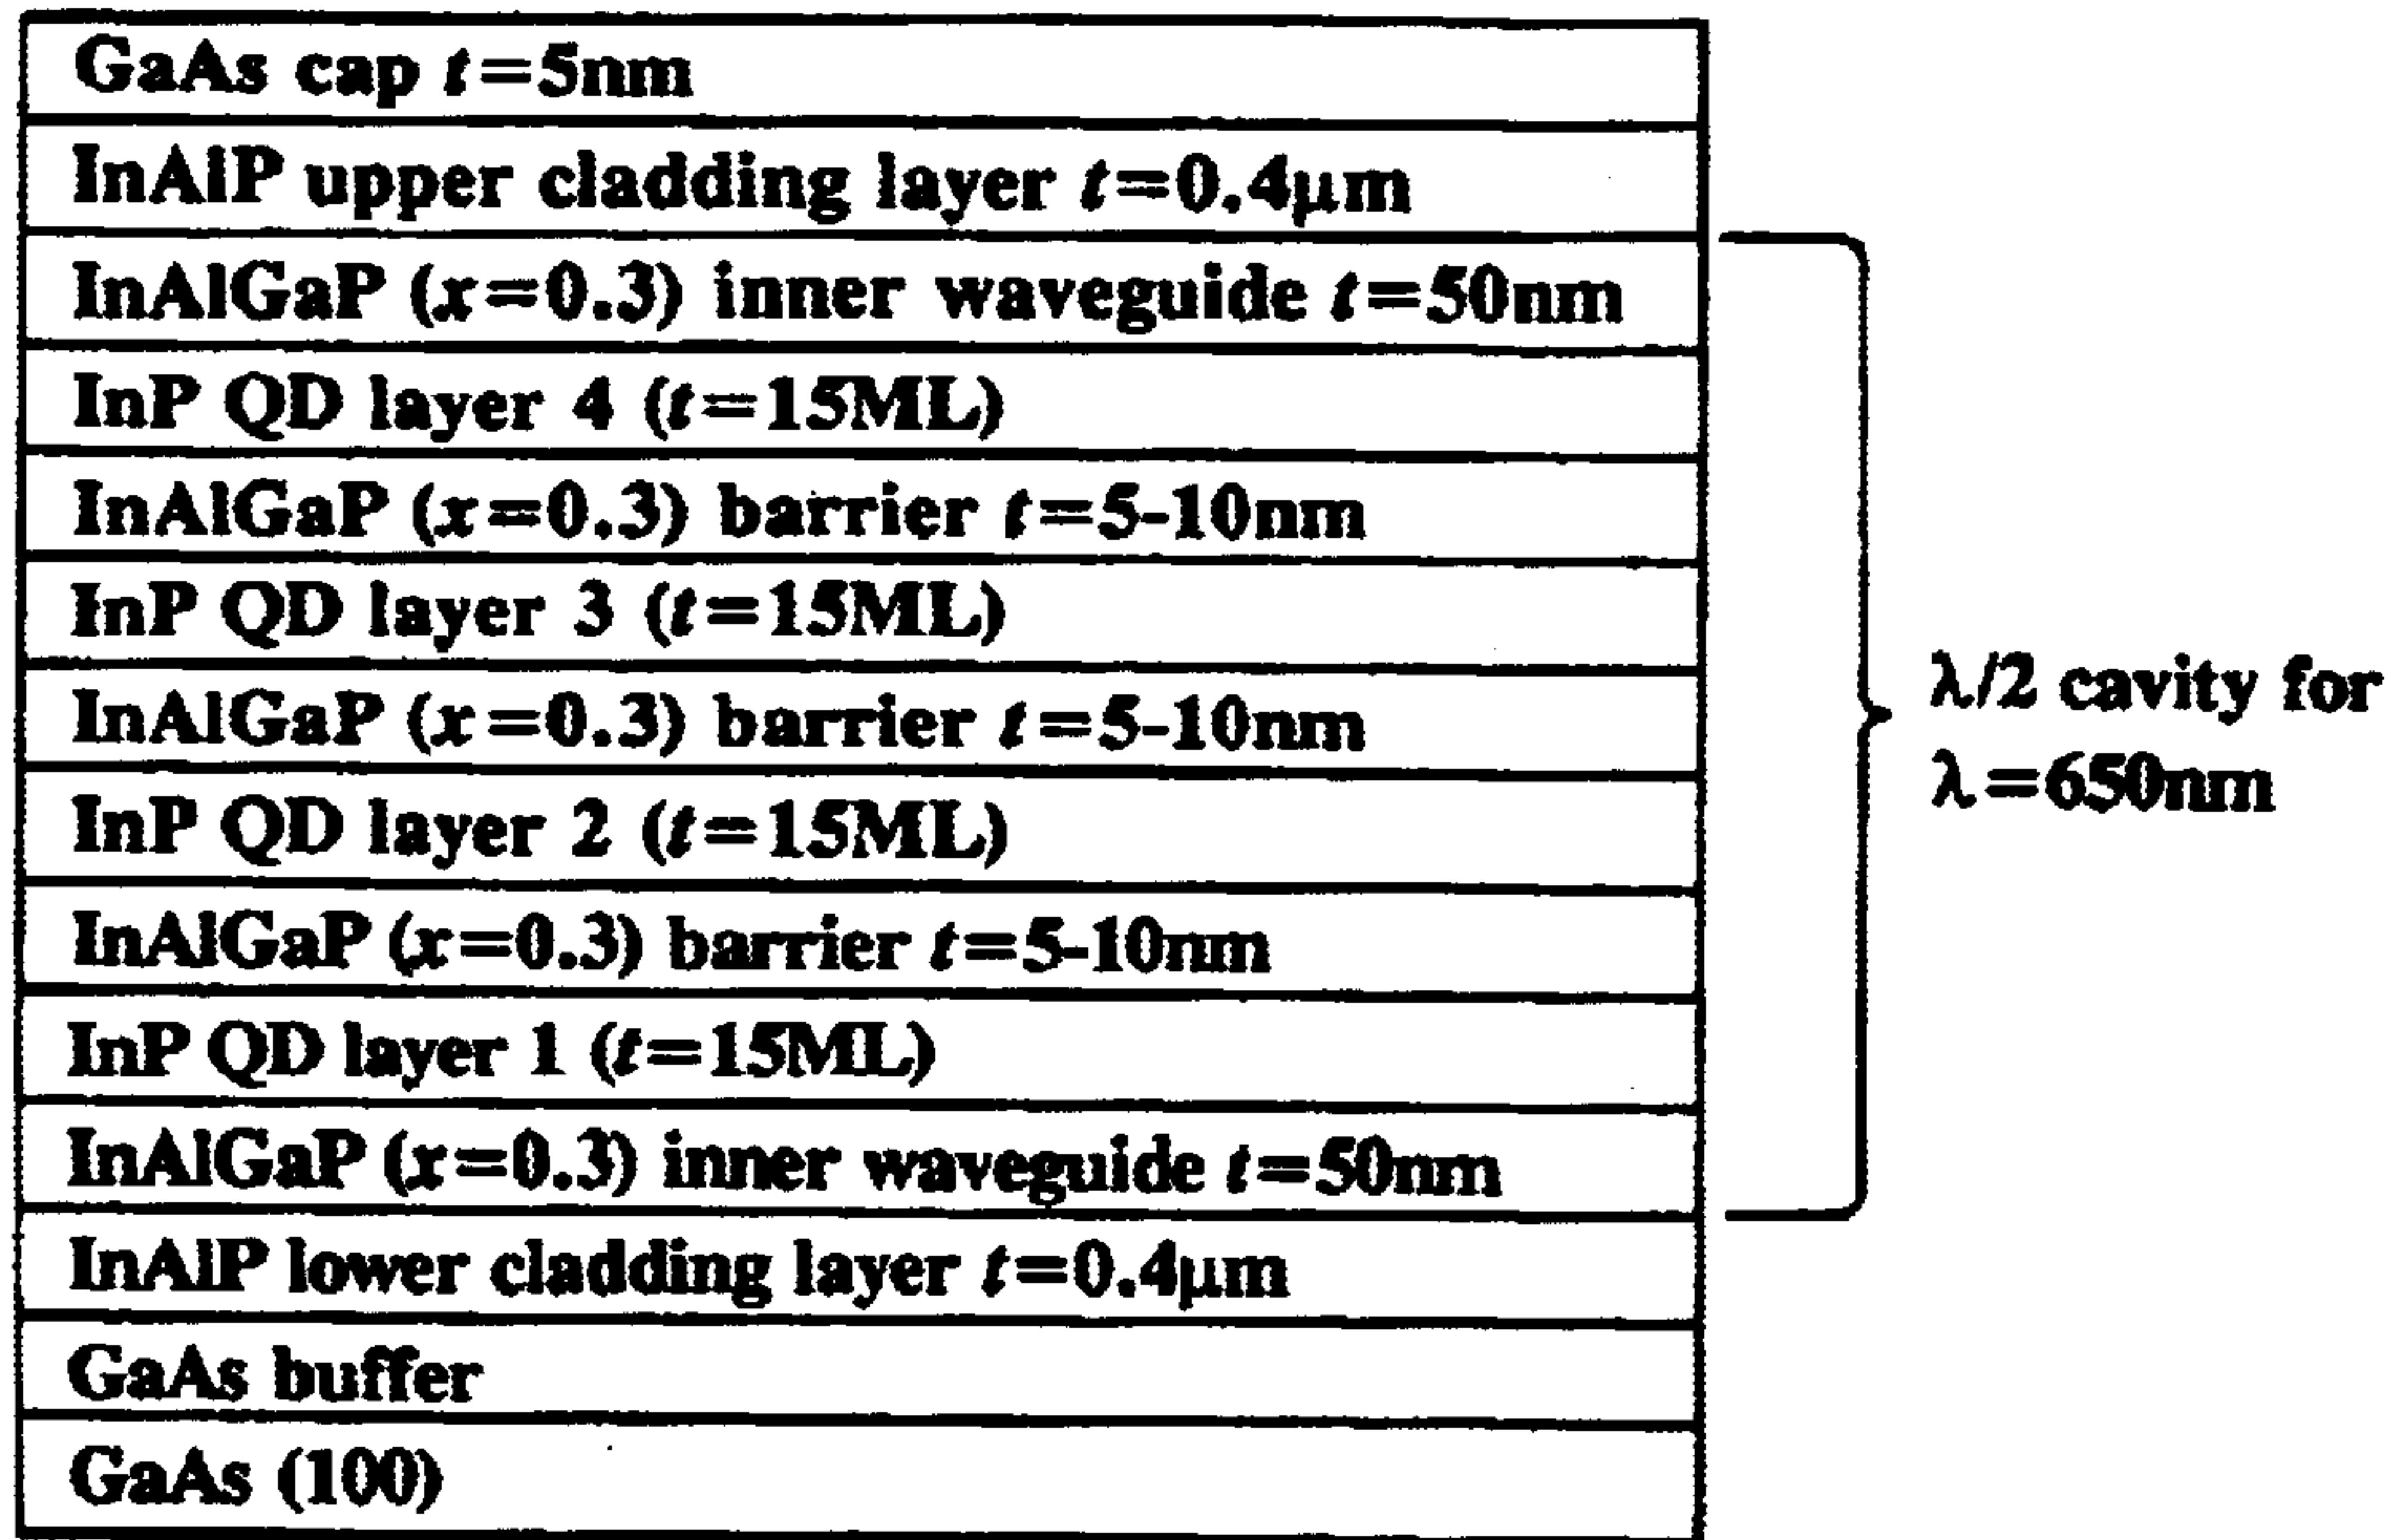 GaAs cap t=5nm
InAlP upper cladding layer t=0.4μm
InAlGaP (x=0.3) inner waveguide t=50nm
InP QD layer 4 (t=15ML)
InAlGaP (x=0.3) barrier t=5-10nm
InP QD layer 3 (t=15ML)
InAlGaP (x=0.3) barrier t=5-10nm
InP QD layer 2 (t=15ML)
InAlGaP (x=0.3) barrier t=5-10nm
InP QD layer 1 (t=15ML)
InAlGaP (x=0.3) inner waveguide t=50nm
InAlP lower cladding layer t=0.4μm
GaAs buffer
GaAs (100)
λ/2 cavity for
λ=650nm